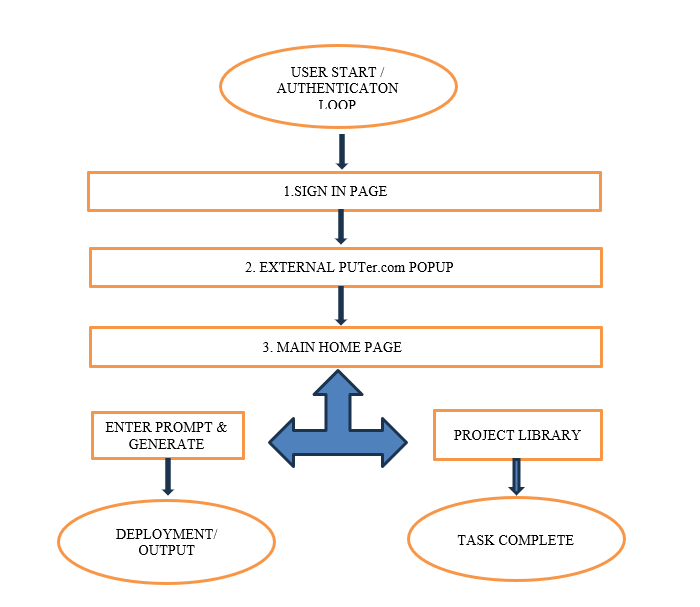 USER START /
AUTHENTICATON
LOOP
1.SIGN IN PAGE
2. EXTERNAL PUTer.com POPUP
3. MAIN HOME PAGE
ENTER PROMPT &
GENERATE
PROJECT LIBRARY
DEPLOYMENT/
OUTPUT
TASK COMPLETE